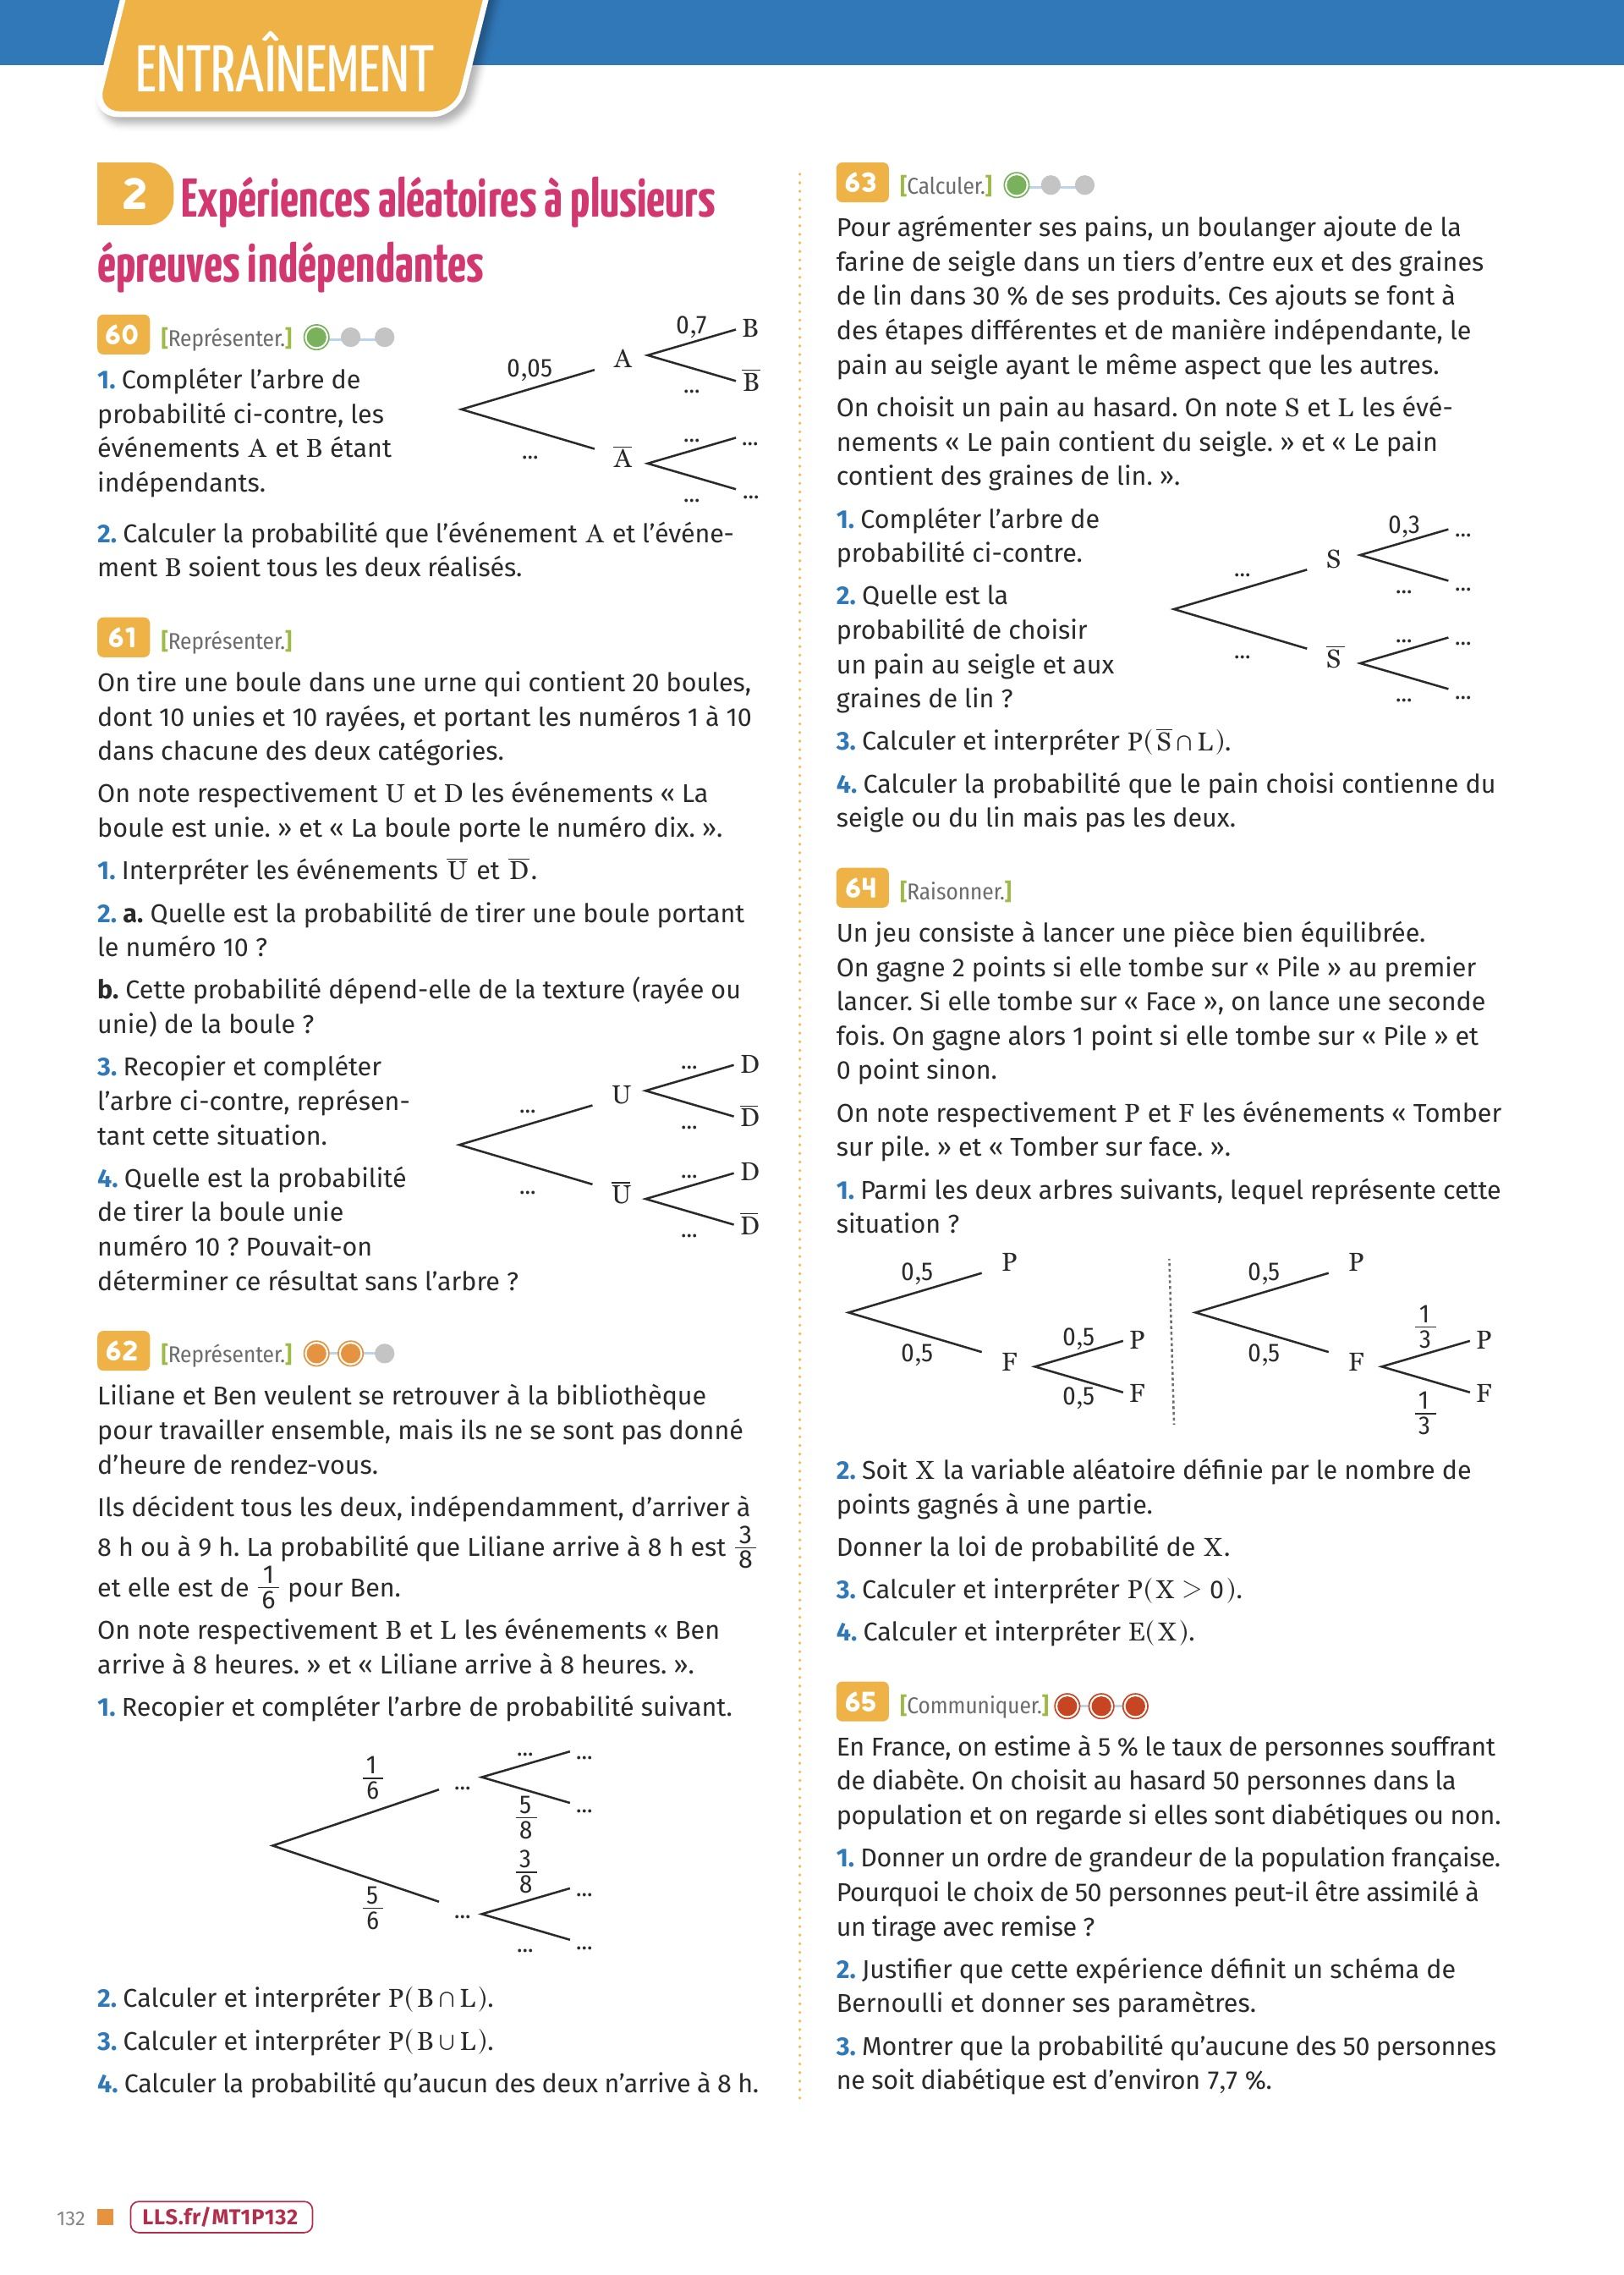 ENTRAÎNEMENT
2 Expériences aléatoires à plusieurs
épreuves indépendantes
60 [Représenter.]
1. Compléter l'arbre de
probabilité ci-contre, les
événements A et B étant
indépendants.
0,05
A
0,7
B
...
B̅
...
A̅
...
...
...
...
2. Calculer la probabilité que l'événement A et l'événe-
ment B soient tous les deux réalisés.
61 [Représenter.]
On tire une boule dans une urne qui contient 20 boules,
dont 10 unies et 10 rayées, et portant les numéros 1 à 10
dans chacune des deux catégories.
On note respectivement U et D les événements « La
boule est unie. » et « La boule porte le numéro dix. ».
1. Interpréter les événements U̅ et D̅.
2. a. Quelle est la probabilité de tirer une boule portant
le numéro 10 ?
b. Cette probabilité dépend-elle de la texture (rayée ou
unie) de la boule ?
3. Recopier et compléter
l'arbre ci-contre, représen-
tant cette situation.
4. Quelle est la probabilité
de tirer la boule unie
numéro 10 ? Pouvait-on
déterminer ce résultat sans l'arbre ?
...
U
...
D
...
D̅
...
U̅
...
D
...
D̅
62 [Représenter.]
Liliane et Ben veulent se retrouver à la bibliothèque
pour travailler ensemble, mais ils ne se sont pas donné
d'heure de rendez-vous.
Ils décident tous les deux, indépendamment, d'arriver à
8 h ou à 9 h. La probabilité que Liliane arrive à 8 h est 3/8
et elle est de 1/6 pour Ben.
On note respectivement B et L les événements « Ben
arrive à 8 heures. » et « Liliane arrive à 8 heures. ».
1. Recopier et compléter l'arbre de probabilité suivant.
1/6
...
...
...
5/8
...
5/6
...
3/8
...
...
...
2. Calculer et interpréter P(B∩L).
3. Calculer et interpréter P(B∪L).
4. Calculer la probabilité qu'aucun des deux n'arrive à 8 h.
63 [Calculer.]
Pour agrémenter ses pains, un boulanger ajoute de la
farine de seigle dans un tiers d'entre eux et des graines
de lin dans 30 % de ses produits. Ces ajouts se font à
des étapes différentes et de manière indépendante, le
pain au seigle ayant le même aspect que les autres.
On choisit un pain au hasard. On note S et L les évé-
nements « Le pain contient du seigle. » et « Le pain
contient des graines de lin. ».
1. Compléter l'arbre de
probabilité ci-contre.
2. Quelle est la
probabilité de choisir
un pain au seigle et aux
graines de lin ?
...
S
0,3
...
...
...
...
S̅
...
...
...
...
3. Calculer et interpréter P(S̅∩L).
4. Calculer la probabilité que le pain choisi contienne du
seigle ou du lin mais pas les deux.
64 [Raisonner.]
Un jeu consiste à lancer une pièce bien équilibrée.
On gagne 2 points si elle tombe sur « Pile » au premier
lancer. Si elle tombe sur « Face », on lance une seconde
fois. On gagne alors 1 point si elle tombe sur « Pile » et
0 point sinon.
On note respectivement P et F les événements « Tomber
sur pile. » et « Tomber sur face. ».
1. Parmi les deux arbres suivants, lequel représente cette
situation ?
0,5
P
0,5
F
0,5
P
0,5
F
0,5
P
0,5
F
1/3
P
1/3
F
2. Soit X la variable aléatoire définie par le nombre de
points gagnés à une partie.
Donner la loi de probabilité de X.
3. Calculer et interpréter P(X > 0).
4. Calculer et interpréter E(X).
65 [Communiquer.]
En France, on estime à 5 % le taux de personnes souffrant
de diabète. On choisit au hasard 50 personnes dans la
population et on regarde si elles sont diabétiques ou non.
1. Donner un ordre de grandeur de la population française.
Pourquoi le choix de 50 personnes peut-il être assimilé à
un tirage avec remise ?
2. Justifier que cette expérience définit un schéma de
Bernoulli et donner ses paramètres.
3. Montrer que la probabilité qu'aucune des 50 personnes
ne soit diabétique est d'environ 7,7 %.
132
LLS.fr/MT1P132